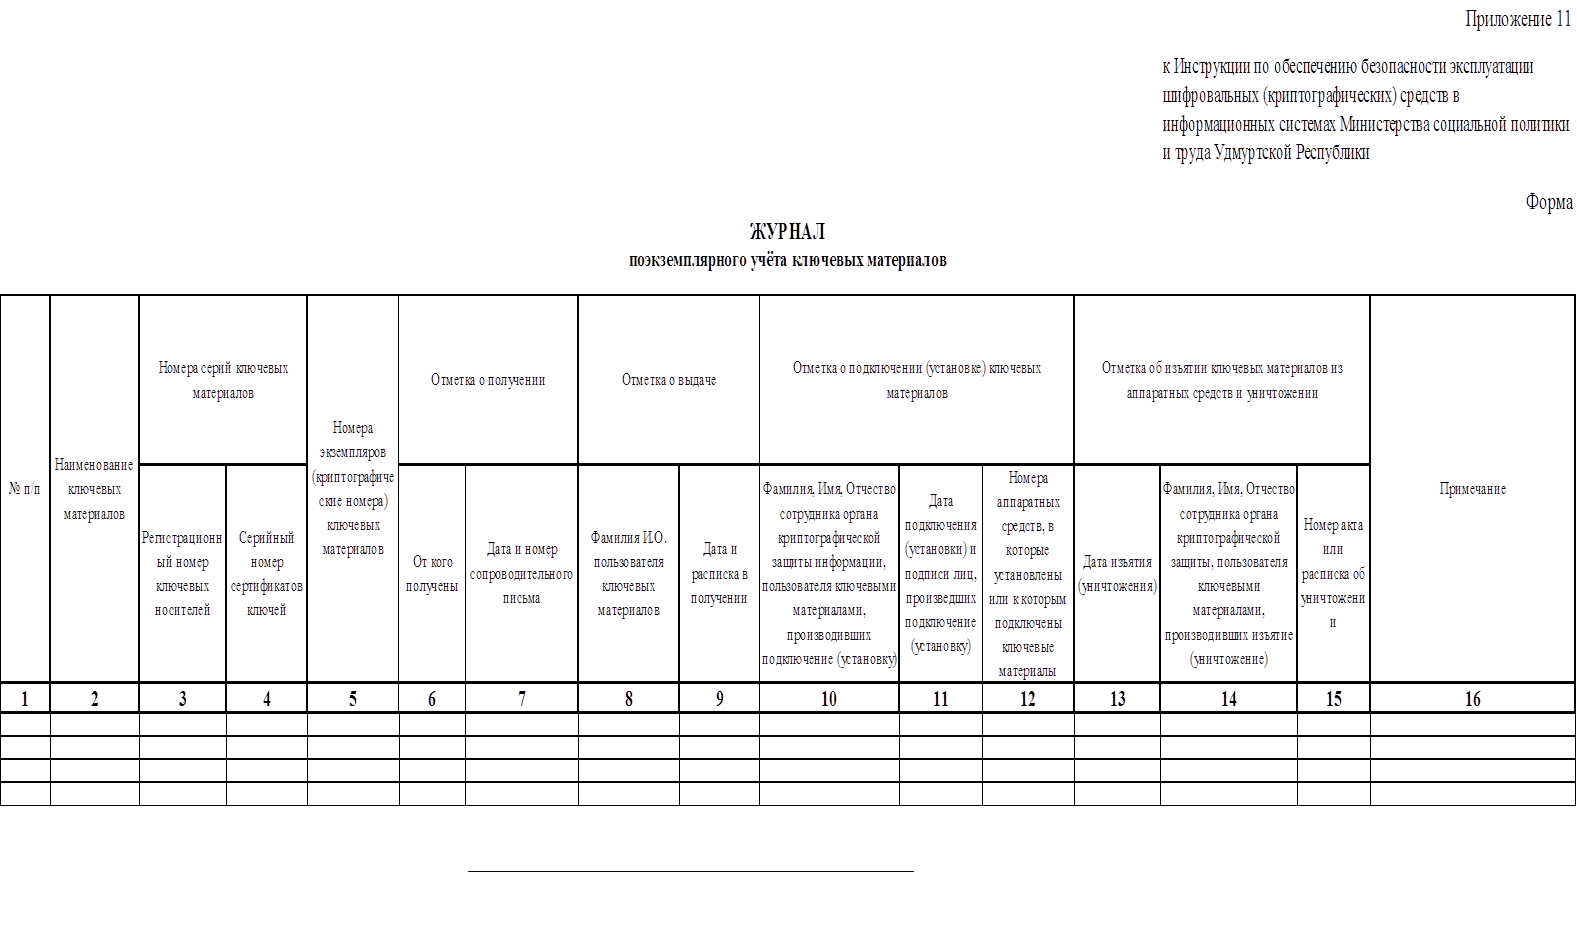 Приложение 11
к Инструкции по обеспечению безопасности эксплуатации
шифровальных (криптографических) средств в
информационных системах Министерства социальной политики
и труда Удмуртской Республики
Форма
ЖУРНАЛ
поэкземплярного учёта ключевых материалов
№ п/п
Наименование
ключевых
материалов
Номера серий ключевых
материалов
Регистрационн
ый номер
ключевых
носителей
Серийный
номер
сертификатов
ключей
Номера
экземпляров
(криптографиче
ские номера)
ключевых
материалов
Отметка о получении
От кого
получены
Дата и номер
сопроводительного
письма
Отметка о выдаче
Фамилия И.О.
пользователя
ключевых
материалов
Дата и
расписка в
получении
Отметка о подключении (установке) ключевых
материалов
Фамилия, Имя, Отчество
сотрудника органа
криптографической
защиты информации,
пользователя ключевыми
материалами,
производивших
подключение (установку)
Дата
подключения
(установки) и
подписи лиц,
произведших
подключение
(установку)
Номера
аппаратных
средств, в
которые
установлены
или к которым
подключены
ключевые
материалы
Отметка об изъятии ключевых материалов из
аппаратных средств и уничтожении
Дата изъятия
(уничтожения)
Фамилия, Имя, Отчество
сотрудника органа
криптографической
защиты, пользователя
ключевыми
материалами,
производивших изъятие
(уничтожение)
Номер акта
или
расписка об
уничтожени
и
Примечание
1 2 3 4 5 6 7 8 9 10 11 12 13 14 15 16